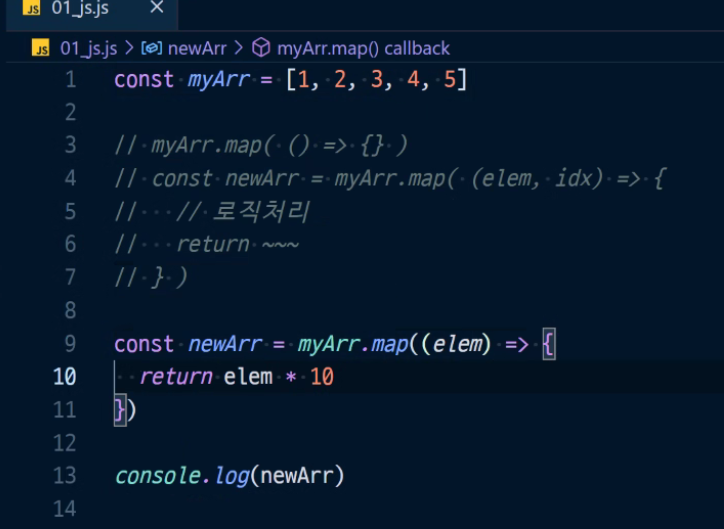 JS 01_js.js ×
JS 01_js.js > newArr > myArr.map() callback
1 const myArr = [1, 2, 3, 4, 5]
2
3 // myArr.map( () => {} )
4 // const newArr = myArr.map( (elem, idx) => {
5 //   // 로직처리
6 //   return ~~~
7 // } )
8
9 const newArr = myArr.map((elem) => {
10   return elem * 10
11 })
12
13 console.log(newArr)
14